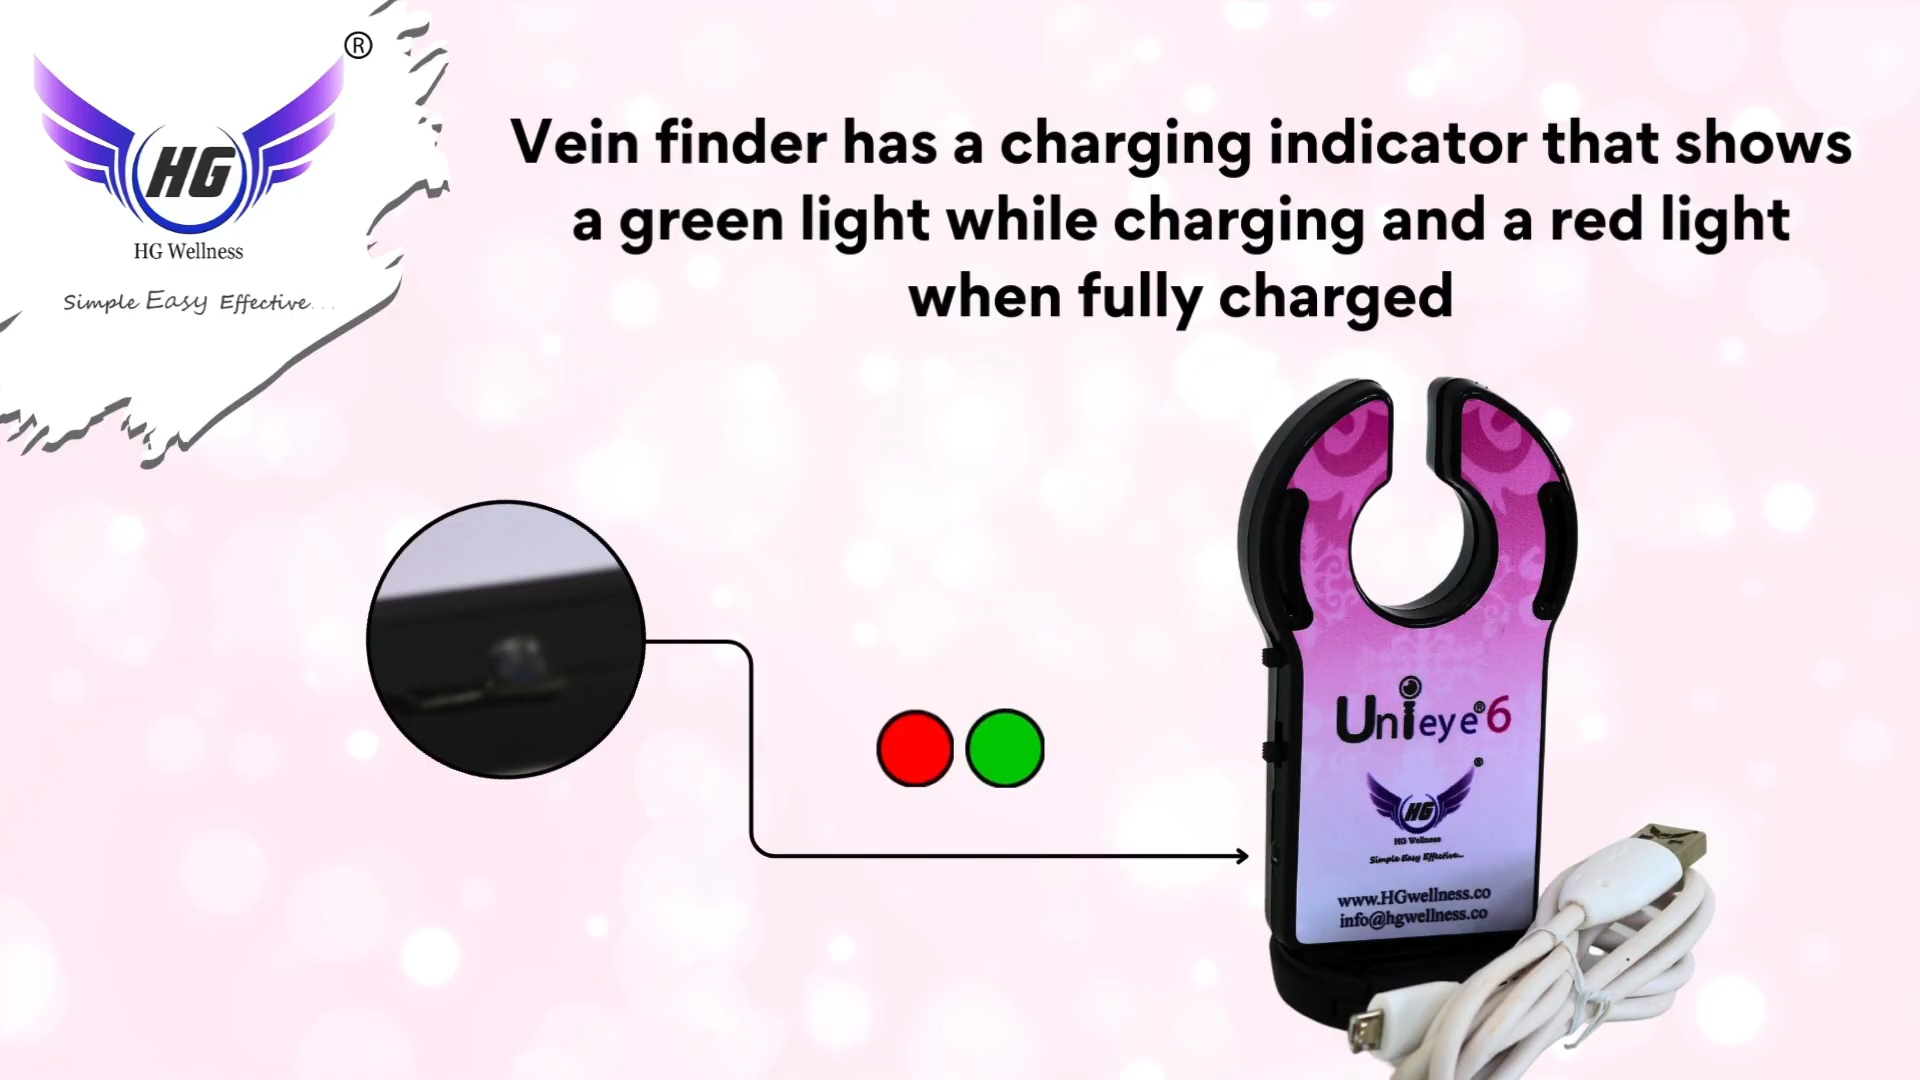 ®
HG
HG Wellness
Simple Easy Effective...
Vein finder has a charging indicator that shows
a green light while charging and a red light
when fully charged
Unieye®6
®
HG
HG Wellness
Simple Easy Effective...
www.HGwellness.co
info@hgwellness.co